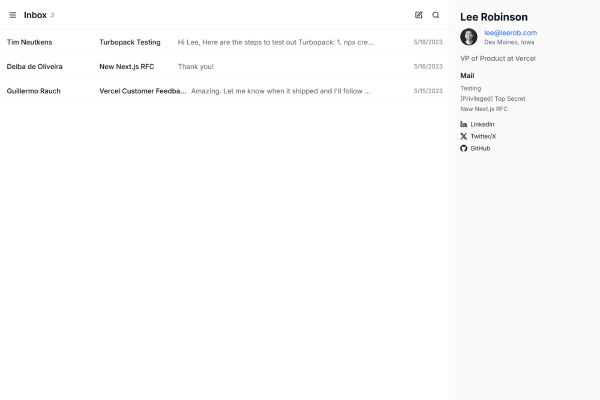 Inbox 3
Tim Neutkens Turbopack Testing Hi Lee, Here are the steps to test out Turbopack: 1. npx cre... 5/18/2023
Delba de Oliveira New Next.js RFC Thank you! 5/16/2023
Guillermo Rauch Vercel Customer Feedba... Amazing. Let me know when it shipped and I'll follow ... 5/15/2023
Lee Robinson
lee@leerob.com
Des Moines, Iowa
VP of Product at Vercel
Mail
Testing
[Privileged] Top Secret
New Next.js RFC
LinkedIn
Twitter/X
GitHub